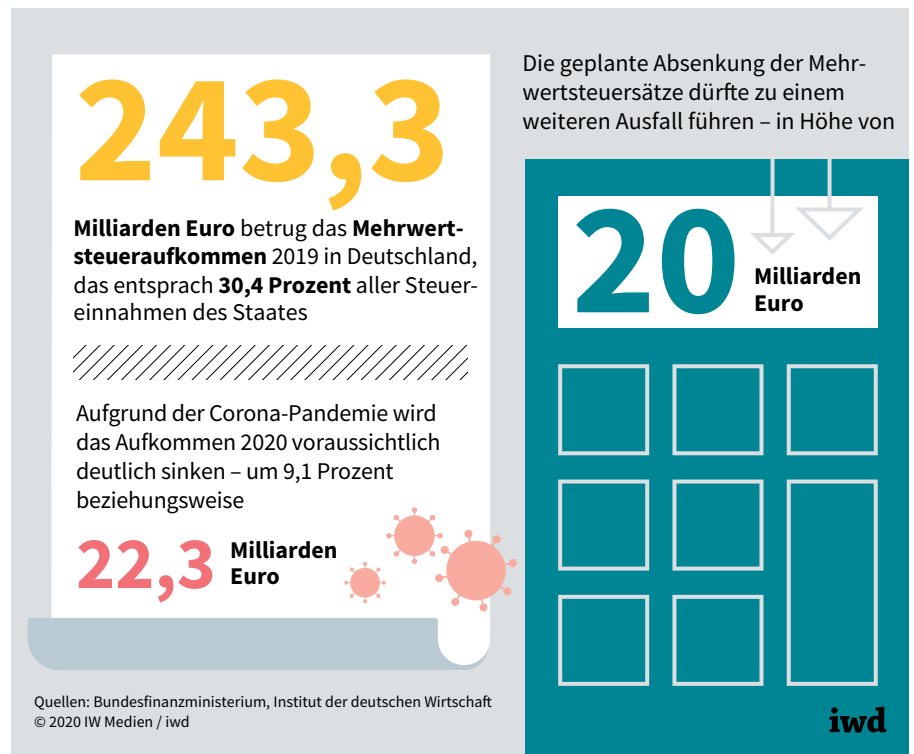 243,3
Milliarden Euro betrug das Mehrwert-
steueraufkommen 2019 in Deutschland,
das entsprach 30,4 Prozent aller Steuer-
einnahmen des Staates
Aufgrund der Corona-Pandemie wird
das Aufkommen 2020 voraussichtlich
deutlich sinken – um 9,1 Prozent
beziehungsweise
22,3 Milliarden
Euro
Die geplante Absenkung der Mehr-
wertsteuersätze dürfte zu einem
weiteren Ausfall führen – in Höhe von
20 Milliarden
Euro
Quellen: Bundesfinanzministerium, Institut der deutschen Wirtschaft
© 2020 IW Medien / iwd
iwd